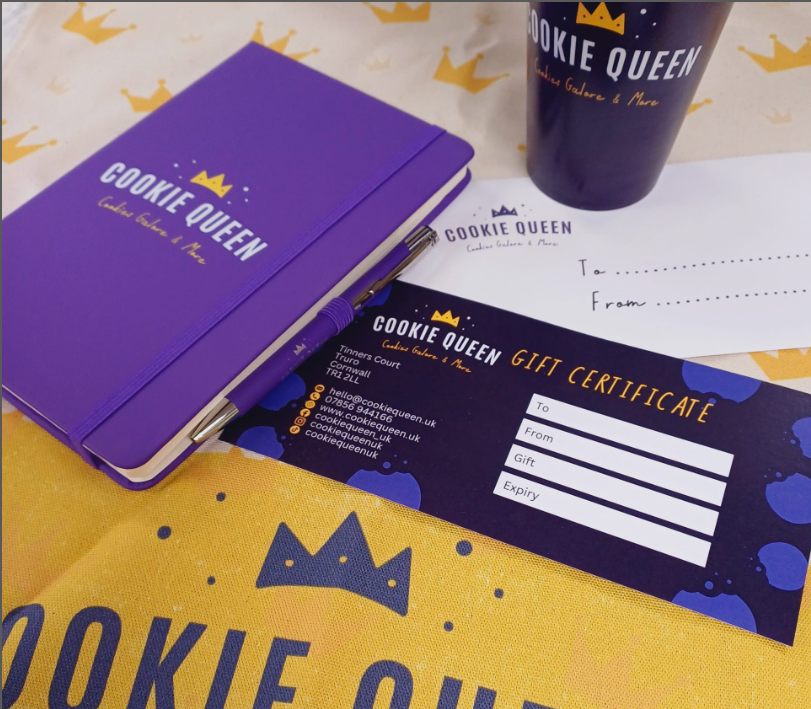 COOKIE QUEEN
Cookies Galore & More
COOKIE QUEEN
Cookies Galore & More
COOKIE QUEEN
Cookies Galore & More
To ....................
From ....................
COOKIE QUEEN
Cookies Galore & More
GIFT CERTIFICATE
Tinners Court
Truro
Cornwall
TR1 2LL
hello@cookiequeen.uk
07856 944166
www.cookiequeen.uk
cookiequeen_uk
cookiequeenuk
To
From
Gift
Expiry
OOKIE QUE